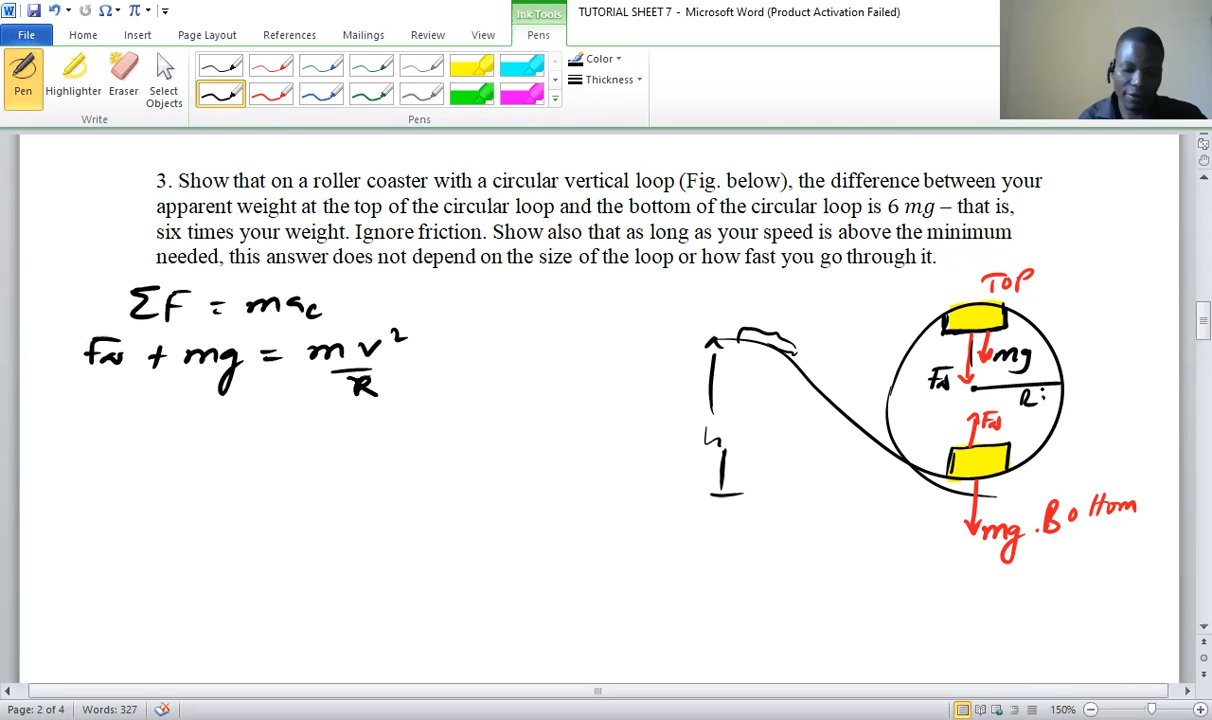 TUTORIAL SHEET 7 - Microsoft Word (Product Activation Failed)
Ink Tools
File Home Insert Page Layout References Mailings Review View Pens
Pen Highlighter Eraser Select Objects
Color
Thickness
Write Pens
3. Show that on a roller coaster with a circular vertical loop (Fig. below), the difference between your
apparent weight at the top of the circular loop and the bottom of the circular loop is 6 mg – that is,
six times your weight. Ignore friction. Show also that as long as your speed is above the minimum
needed, this answer does not depend on the size of the loop or how fast you go through it.
TOP
ΣF = mac
FN + mg = mv²
R
mg
FN
R
FN
h
mg . Bottom
Page: 2 of 4 Words: 327 150%